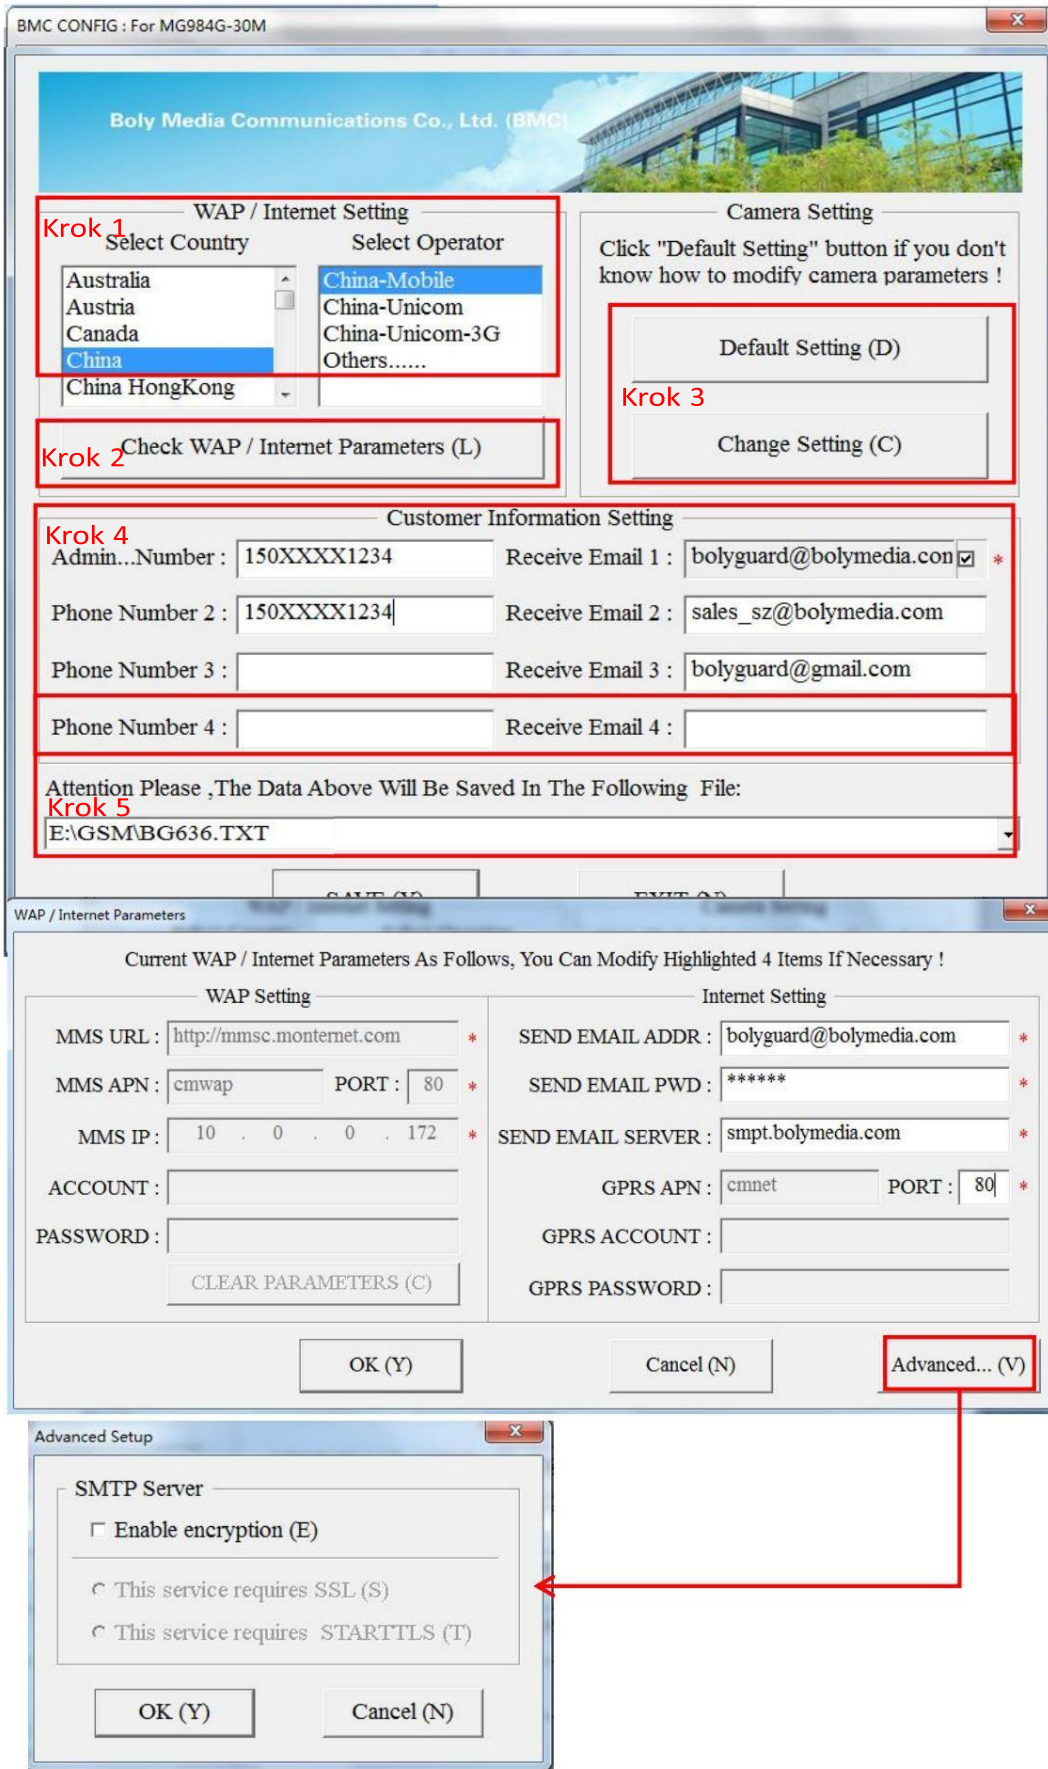 BMC CONFIG : For MG984G-30M
Boly Media Communications Co., Ltd. (BMC)
Krok 1
WAP / Internet Setting
Select Country
Select Operator
Australia
Austria
Canada
China
China HongKong
China-Mobile
China-Unicom
China-Unicom-3G
Others......
Krok 2
Check WAP / Internet Parameters (L)
Camera Setting
Click "Default Setting" button if you don't
know how to modify camera parameters !
Default Setting (D)
Krok 3
Change Setting (C)
Customer Information Setting
Krok 4
Admin...Number : 150XXXX1234 Receive Email 1 : bolyguard@bolymedia.con *
Phone Number 2 : 150XXXX1234 Receive Email 2 : sales_sz@bolymedia.com
Phone Number 3 : Receive Email 3 : bolyguard@gmail.com
Phone Number 4 : Receive Email 4 :
Attention Please ,The Data Above Will Be Saved In The Following File:
Krok 5
E:\GSM\BG636.TXT
SAVE (Y) EXIT (N)
WAP / Internet Parameters
Current WAP / Internet Parameters As Follows, You Can Modify Highlighted 4 Items If Necessary !
WAP Setting
MMS URL : http://mmsc.monternet.com *
MMS APN : cmwap PORT : 80 *
MMS IP : 10 . 0 . 0 . 172 *
ACCOUNT :
PASSWORD :
CLEAR PARAMETERS (C)
Internet Setting
SEND EMAIL ADDR : bolyguard@bolymedia.com *
SEND EMAIL PWD : ****** *
SEND EMAIL SERVER : smpt.bolymedia.com *
GPRS APN : cmnet PORT : 80 *
GPRS ACCOUNT :
GPRS PASSWORD :
OK (Y) Cancel (N) Advanced... (V)
Advanced Setup
SMTP Server
Enable encryption (E)
This service requires SSL (S)
This service requires STARTTLS (T)
OK (Y) Cancel (N)